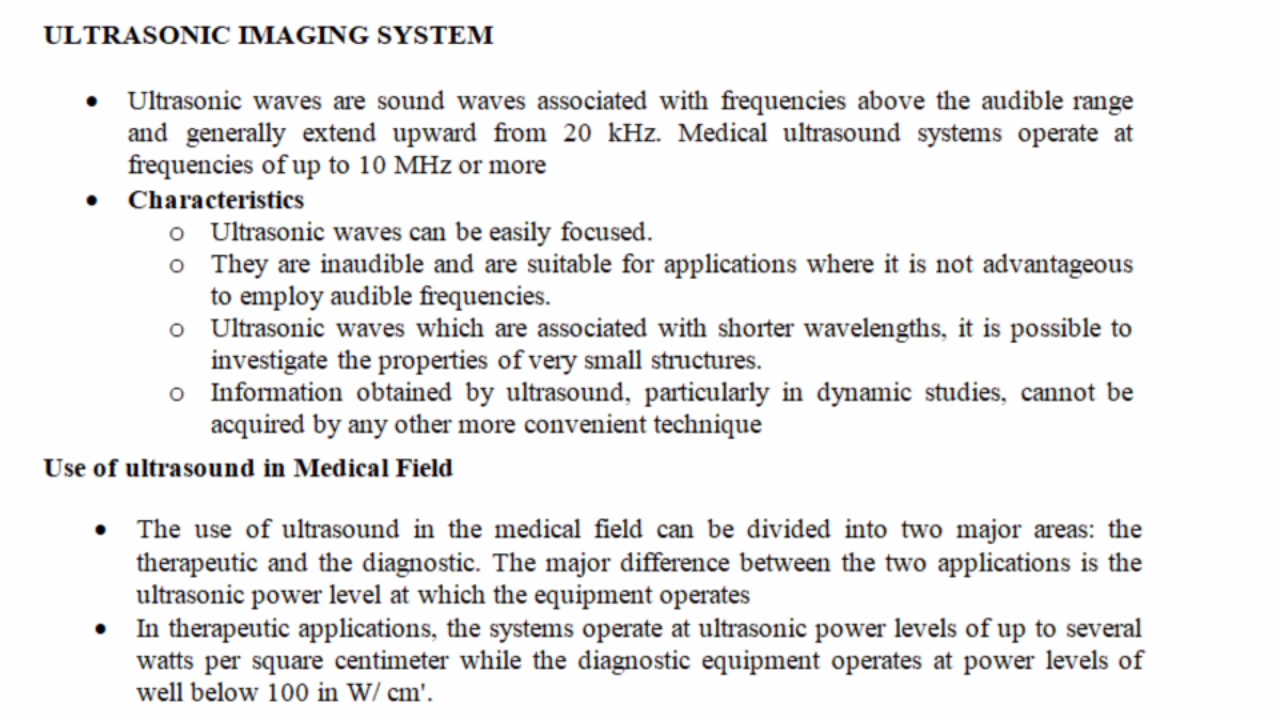 ULTRASONIC IMAGING SYSTEM
• Ultrasonic waves are sound waves associated with frequencies above the audible range
and generally extend upward from 20 kHz. Medical ultrasound systems operate at
frequencies of up to 10 MHz or more
• Characteristics
o Ultrasonic waves can be easily focused.
o They are inaudible and are suitable for applications where it is not advantageous
to employ audible frequencies.
o Ultrasonic waves which are associated with shorter wavelengths, it is possible to
investigate the properties of very small structures.
o Information obtained by ultrasound, particularly in dynamic studies, cannot be
acquired by any other more convenient technique
Use of ultrasound in Medical Field
• The use of ultrasound in the medical field can be divided into two major areas: the
therapeutic and the diagnostic. The major difference between the two applications is the
ultrasonic power level at which the equipment operates
• In therapeutic applications, the systems operate at ultrasonic power levels of up to several
watts per square centimeter while the diagnostic equipment operates at power levels of
well below 100 in W/ cm'.